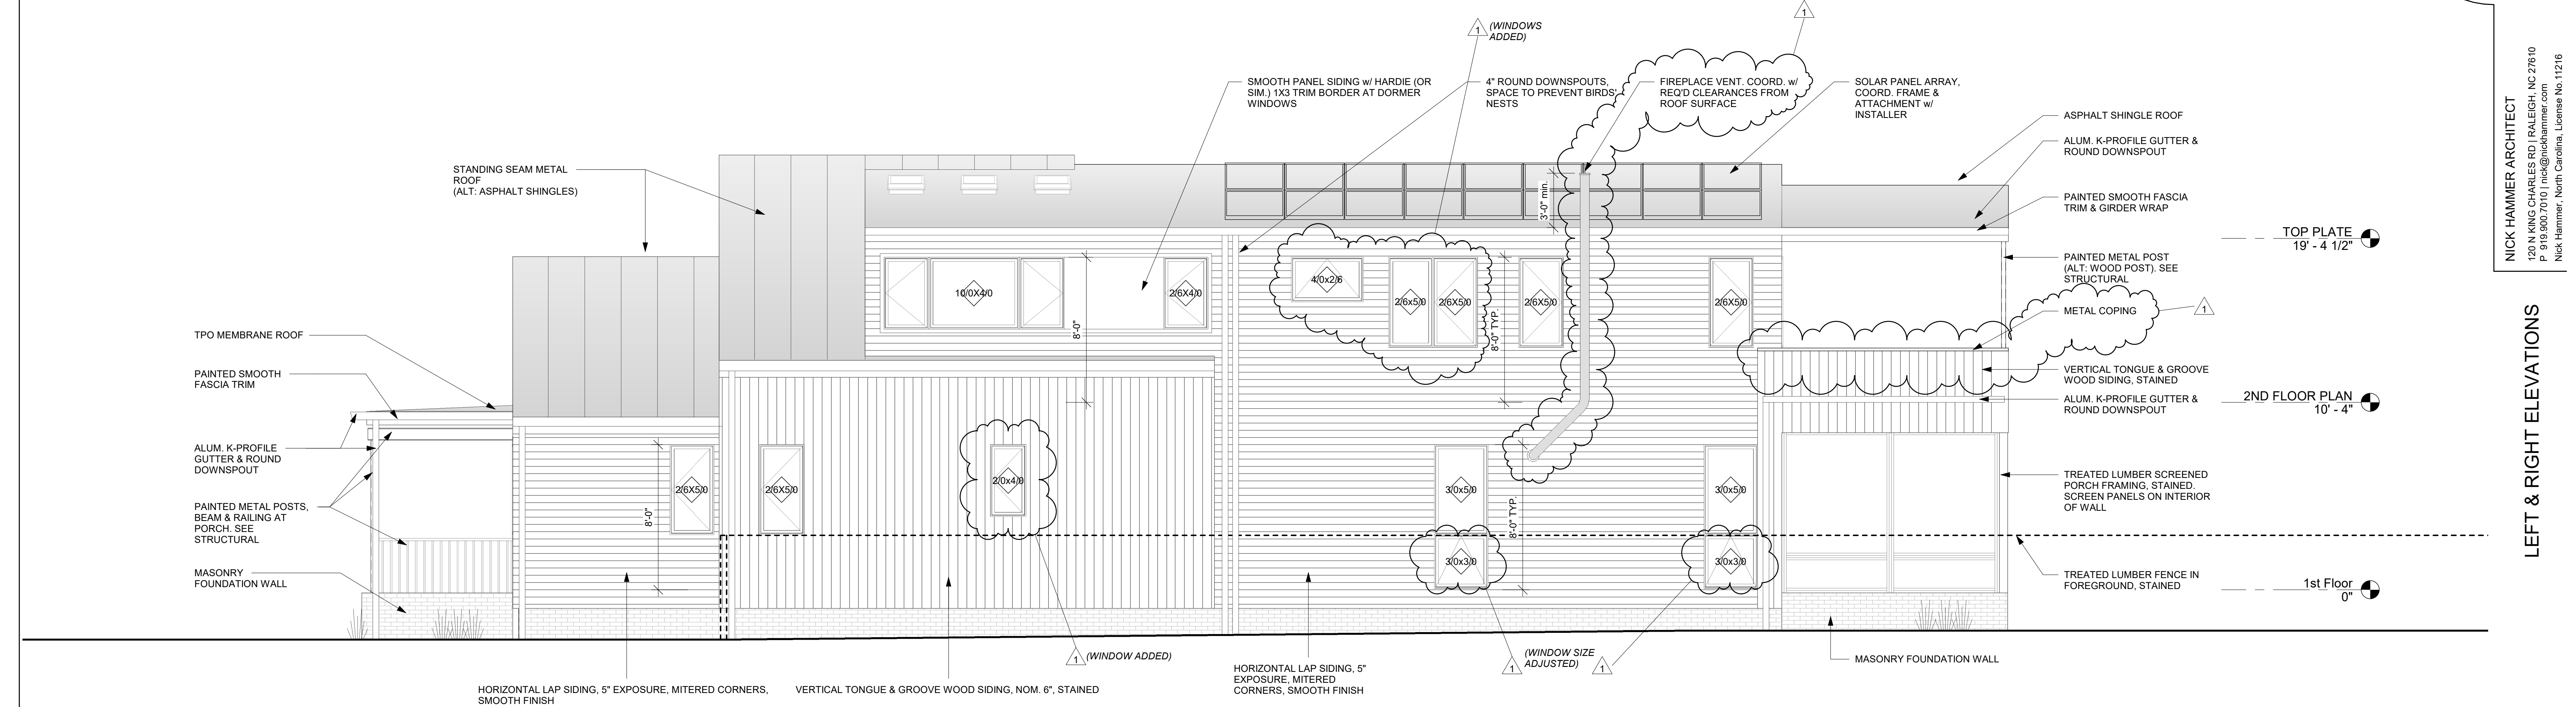 1
(WINDOWS
ADDED)
1
SMOOTH PANEL SIDING w/ HARDIE (OR
SIM.) 1X3 TRIM BORDER AT DORMER
WINDOWS
4" ROUND DOWNSPOUTS,
SPACE TO PREVENT BIRDS'
NESTS
FIREPLACE VENT. COORD. w/
REQ'D CLEARANCES FROM
ROOF SURFACE
SOLAR PANEL ARRAY,
COORD. FRAME &
ATTACHMENT w/
INSTALLER
ASPHALT SHINGLE ROOF
ALUM. K-PROFILE GUTTER &
ROUND DOWNSPOUT
STANDING SEAM METAL
ROOF
(ALT: ASPHALT SHINGLES)
PAINTED SMOOTH FASCIA
TRIM & GIRDER WRAP
3'-0" min.
TOP PLATE
19' - 4 1/2"
PAINTED METAL POST
(ALT: WOOD POST). SEE
STRUCTURAL
METAL COPING
1
10/0X4/0
2/6X4/0
4/0x2/6
2/6x5/0
2/6X5/0
2/6X5/0
2/6X5/0
8'-0"
8'-0" TYP.
TPO MEMBRANE ROOF
PAINTED SMOOTH
FASCIA TRIM
VERTICAL TONGUE & GROOVE
WOOD SIDING, STAINED
ALUM. K-PROFILE GUTTER &
ROUND DOWNSPOUT
2ND FLOOR PLAN
10' - 4"
ALUM. K-PROFILE
GUTTER & ROUND
DOWNSPOUT
PAINTED METAL POSTS,
BEAM & RAILING AT
PORCH. SEE
STRUCTURAL
MASONRY
FOUNDATION WALL
8'-0"
2/6X5/0
2/6X5/0
2/0x4/0
3/0x5/0
8'-0" TYP.
3/0x5/0
3/0x3/0
3/0x3/0
TREATED LUMBER SCREENED
PORCH FRAMING, STAINED.
SCREEN PANELS ON INTERIOR
OF WALL
TREATED LUMBER FENCE IN
FOREGROUND, STAINED
1st Floor
0"
1
(WINDOW ADDED)
1
(WINDOW SIZE
ADJUSTED)
1
MASONRY FOUNDATION WALL
HORIZONTAL LAP SIDING, 5" EXPOSURE, MITERED CORNERS,
SMOOTH FINISH
VERTICAL TONGUE & GROOVE WOOD SIDING, NOM. 6", STAINED
HORIZONTAL LAP SIDING, 5"
EXPOSURE, MITERED
CORNERS, SMOOTH FINISH
NICK HAMMER ARCHITECT
120 N KING CHARLES RD | RALEIGH, NC 27610
P 919.900.7010 | nick@nickhammer.com
Nick Hammer, North Carolina, License No.11216
LEFT & RIGHT ELEVATIONS